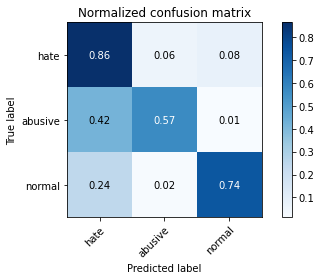 Normalized confusion matrix
True label
hate 0.86 0.06 0.08
abusive 0.42 0.57 0.01
normal 0.24 0.02 0.74
hate abusive normal
Predicted label
0.8
0.7
0.6
0.5
0.4
0.3
0.2
0.1